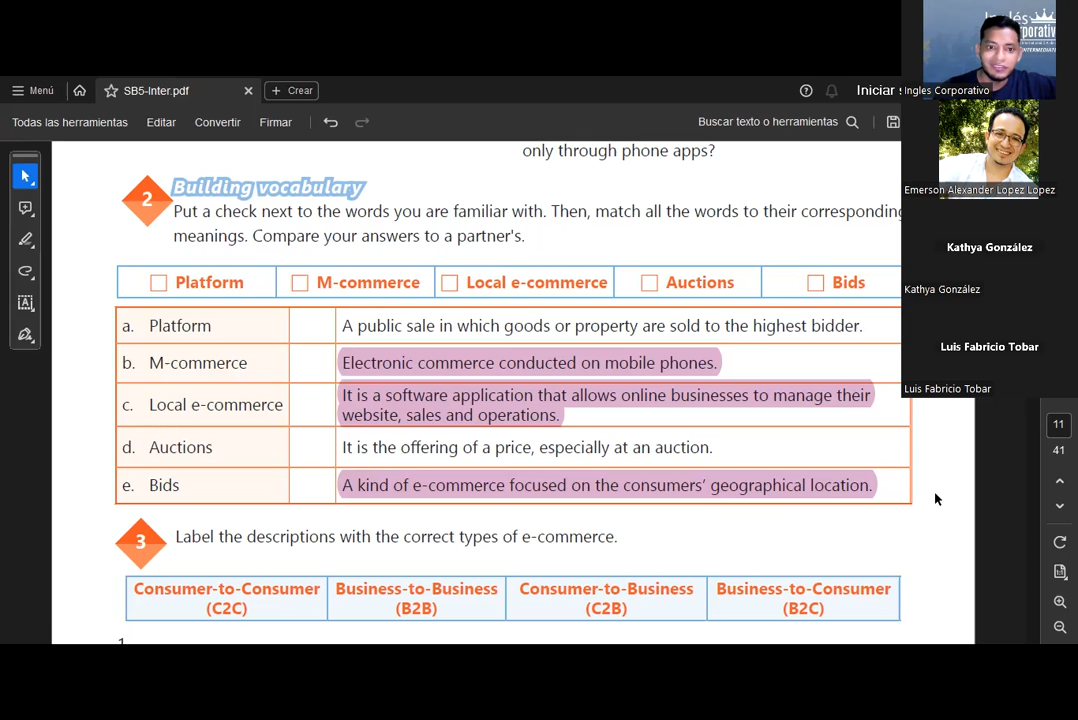 Menú
SB5-Inter.pdf
Crear
Iniciar s
Todas las herramientas
Editar
Convertir
Firmar
Buscar texto o herramientas
only through phone apps?
2
Building vocabulary
Put a check next to the words you are familiar with. Then, match all the words to their corresponding
meanings. Compare your answers to a partner's.
Platform
M-commerce
Local e-commerce
Auctions
Bids
a. Platform
A public sale in which goods or property are sold to the highest bidder.
b. M-commerce
Electronic commerce conducted on mobile phones.
c. Local e-commerce
It is a software application that allows online businesses to manage their
website, sales and operations.
d. Auctions
It is the offering of a price, especially at an auction.
e. Bids
A kind of e-commerce focused on the consumers' geographical location.
3
Label the descriptions with the correct types of e-commerce.
Consumer-to-Consumer
(C2C)
Business-to-Business
(B2B)
Consumer-to-Business
(C2B)
Business-to-Consumer
(B2C)
Ingles Corporativo
Emerson Alexander Lopez Lopez
Kathya González
Kathya González
Luis Fabricio Tobar
Luis Fabricio Tobar
11
41